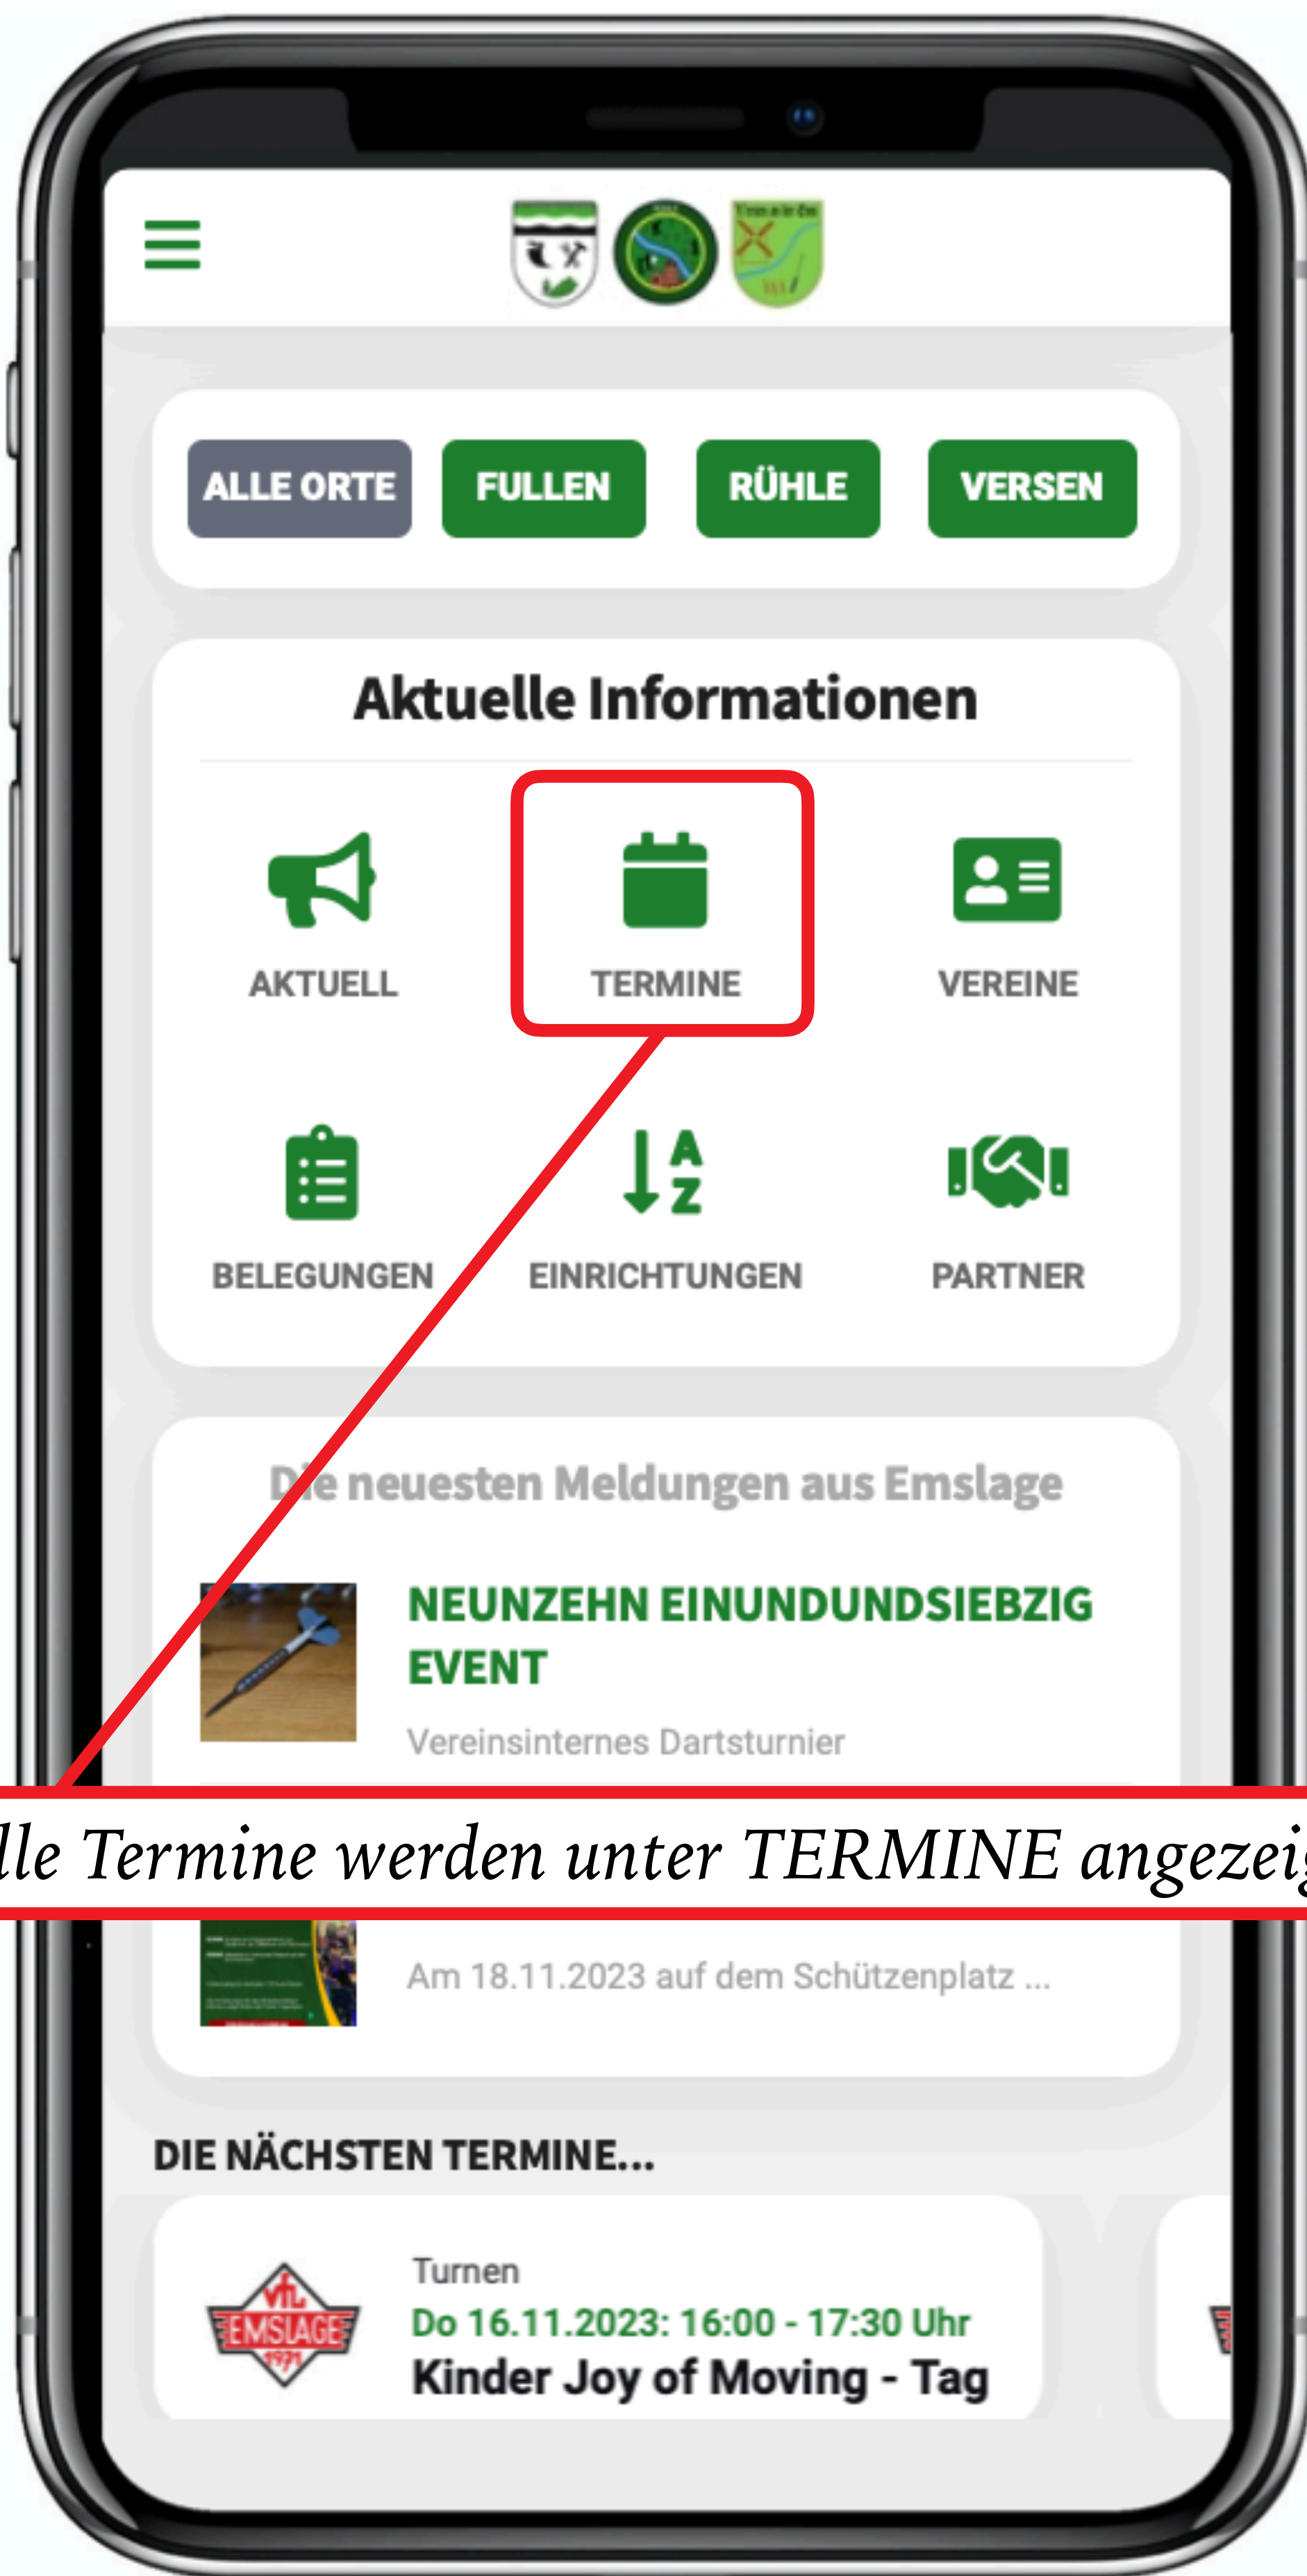 ALLE ORTE FULLEN RÜHLE VERSEN
Aktuelle Informationen
AKTUELL TERMINE VEREINE
BELEGUNGEN EINRICHTUNGEN PARTNER
Die neuesten Meldungen aus Emslage
NEUNZEHN EINUNDUNDSIEBZIG
EVENT
Vereinsinternes Dartsturnier
lle Termine werden unter TERMINE angezeig
Am 18.11.2023 auf dem Schützenplatz ...
DIE NÄCHSTEN TERMINE...
VfL
EMSLAGE
1971
Turnen
Do 16.11.2023: 16:00 - 17:30 Uhr
Kinder Joy of Moving - Tag